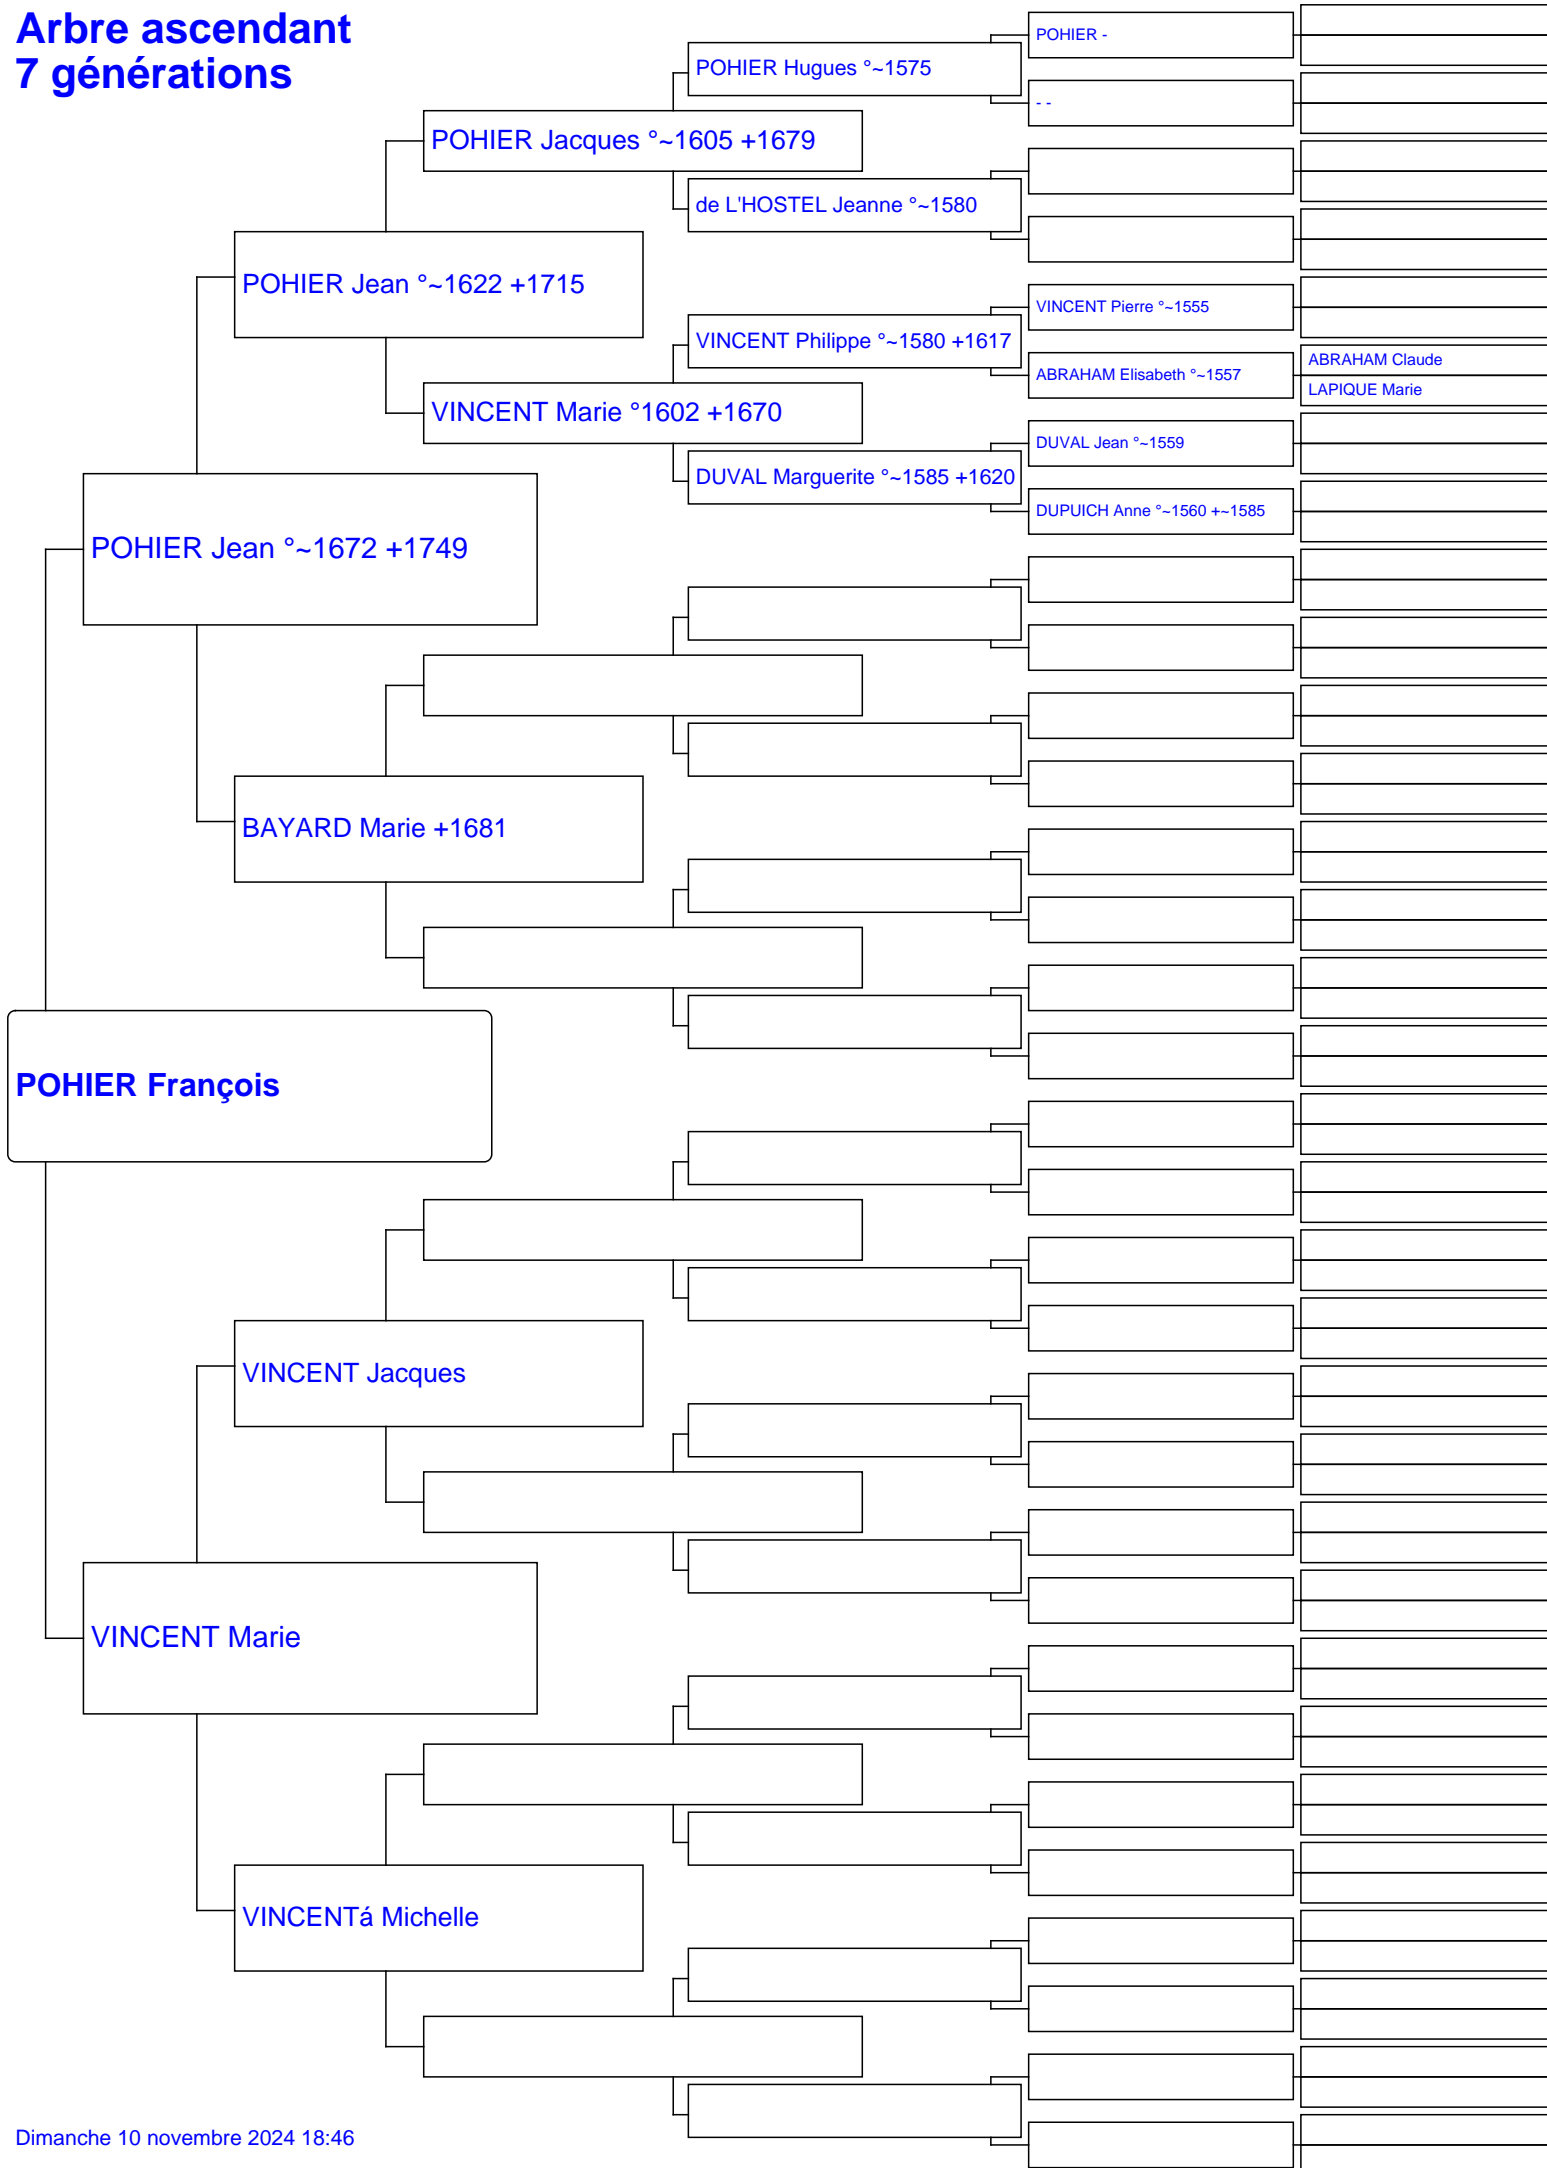 Arbre ascendant
7 générations
POHIER -
POHIER Hugues °~1575
- -
POHIER Jacques °~1605 +1679
de L'HOSTEL Jeanne °~1580
POHIER Jean °~1622 +1715
VINCENT Pierre °~1555
VINCENT Philippe °~1580 +1617
ABRAHAM Claude
ABRAHAM Elisabeth °~1557
LAPIQUE Marie
VINCENT Marie °1602 +1670
DUVAL Jean °~1559
DUVAL Marguerite °~1585 +1620
DUPUICH Anne °~1560 +~1585
POHIER Jean °~1672 +1749
BAYARD Marie +1681
POHIER François
VINCENT Jacques
VINCENT Marie
VINCENTá Michelle
Dimanche 10 novembre 2024 18:46